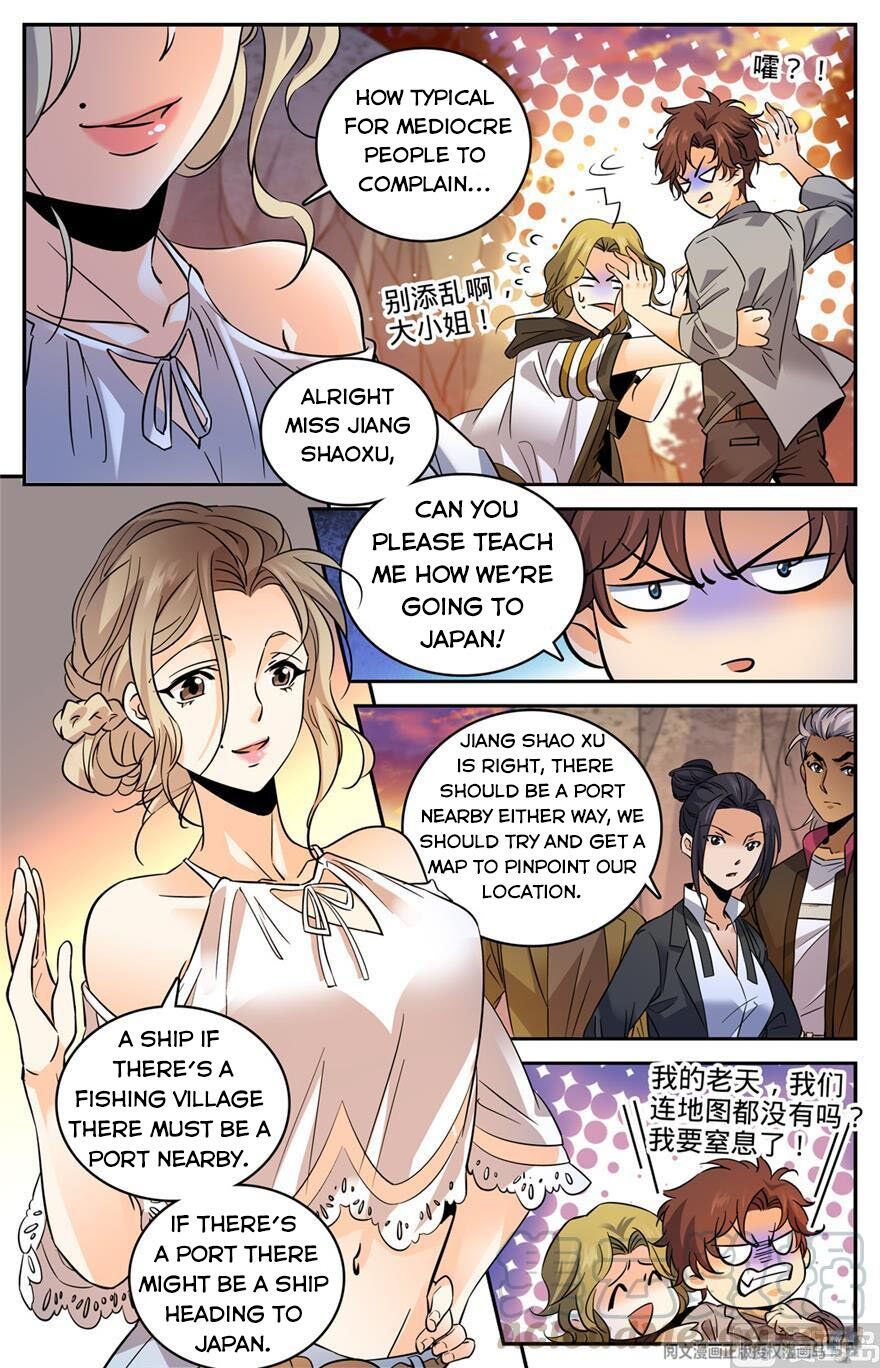 HOW TYPICAL
FOR MEDIOCRE
PEOPLE TO
COMPLAIN...
嚯？！
别添乱啊，
大小姐！
ALRIGHT
MISS JIANG
SHAOXU,
CAN YOU
PLEASE TEACH
ME HOW WE'RE
GOING TO
JAPAN!
JIANG SHAO XU
IS RIGHT, THERE
SHOULD BE A PORT
NEARBY EITHER WAY, WE
SHOULD TRY AND GET A
MAP TO PINPOINT OUR
LOCATION.
A SHIP IF
THERE'S A
FISHING VILLAGE
THERE MUST BE A
PORT NEARBY.
IF THERE'S
A PORT THERE
MIGHT BE A SHIP
HEADING TO
JAPAN.
我的老天，我们
连地图都没有吗？
我要窒息了！